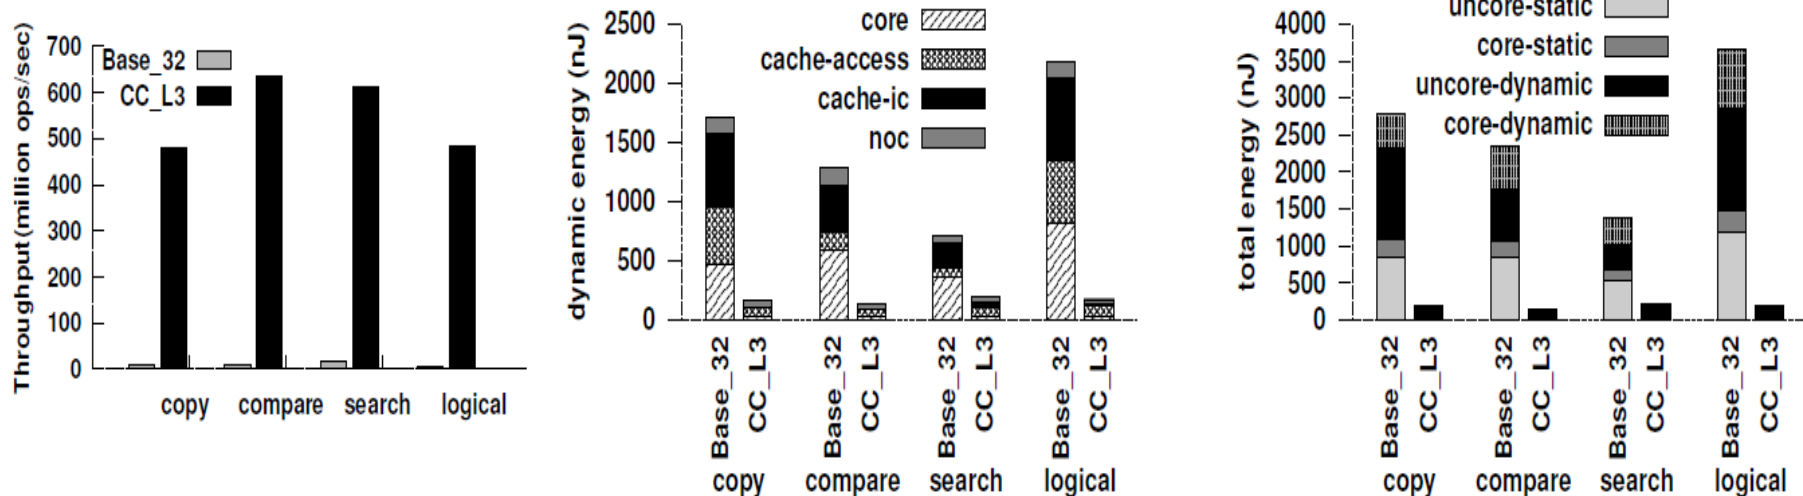 Throughput(million ops/sec)
700
600
500
400
300
200
100
0
Base_32
CC_L3
copy compare search logical
dynamic energy (nJ)
2500
2000
1500
1000
500
0
core
cache-access
cache-ic
noc
Base_32 CC_L3 Base_32 CC_L3 Base_32 CC_L3 Base_32 CC_L3
copy compare search logical
total energy (nJ)
4000
3500
3000
2500
2000
1500
1000
500
0
uncore-static
core-static
uncore-dynamic
core-dynamic
Base_32 CC_L3 Base_32 CC_L3 Base_32 CC_L3 Base_32 CC_L3
copy compare search logical